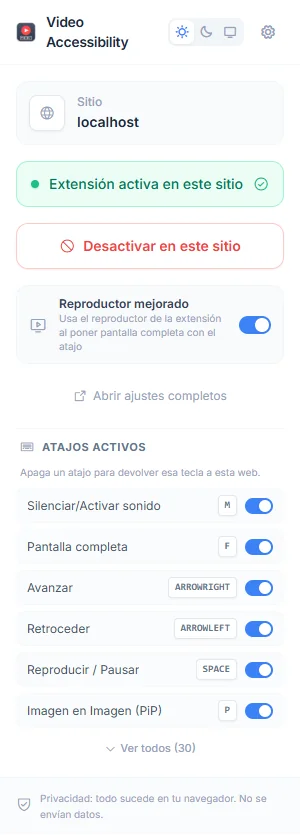 Video
Accessibility
Sitio
localhost
Extensión activa en este sitio
Desactivar en este sitio
Reproductor mejorado
Usa el reproductor de la extensión
al poner pantalla completa con el
atajo
Abrir ajustes completos
ATAJOS ACTIVOS
Apaga un atajo para devolver esa tecla a esta web.
Silenciar/Activar sonido M
Pantalla completa F
Avanzar ARROWRIGHT
Retroceder ARROWLEFT
Reproducir / Pausar SPACE
Imagen en Imagen (PiP) P
Ver todos (30)
Privacidad: todo sucede en tu navegador. No se
envían datos.